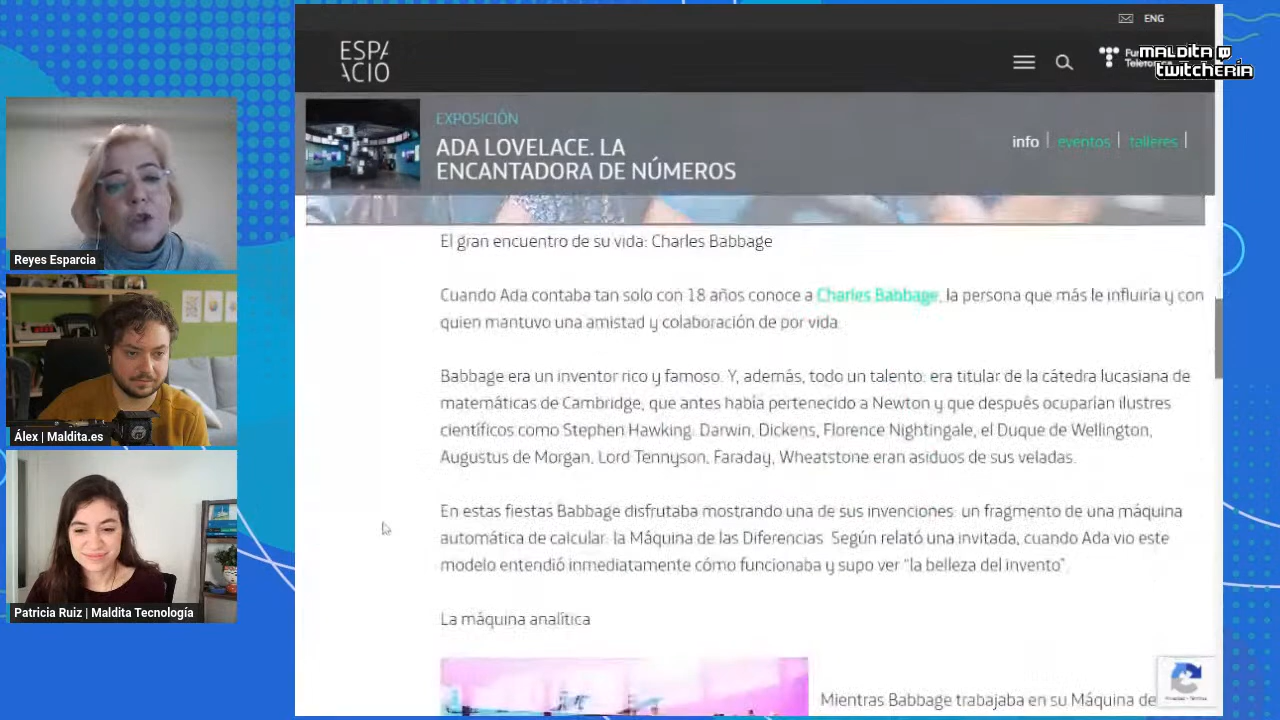 ENG
ESPA
ACIO
MALDITA
TWITCHERÍA
EXPOSICIÓN
ADA LOVELACE. LA
ENCANTADORA DE NÚMEROS
info
eventos
talleres
El gran encuentro de su vida: Charles Babbage
Cuando Ada contaba tan solo con 18 años conoce a Charles Babbage, la persona que más le influiría y con
quien mantuvo una amistad y colaboración de por vida.
Babbage era un inventor rico y famoso. Y, además, todo un talento: era titular de la cátedra lucasiana de
matemáticas de Cambridge, que antes había pertenecido a Newton y que después ocuparían ilustres
científicos como Stephen Hawking. Darwin, Dickens, Florence Nightingale, el Duque de Wellington,
Augustus de Morgan, Lord Tennyson, Faraday, Wheatstone eran asiduos de sus veladas.
En estas fiestas Babbage disfrutaba mostrando una de sus invenciones: un fragmento de una máquina
automática de calcular: la Máquina de las Diferencias. Según relató una invitada, cuando Ada vio este
modelo entendió inmediatamente cómo funcionaba y supo ver "la belleza del invento".
La máquina analítica
Mientras Babbage trabajaba en su Máquina de
Reyes Esparcia
Álex | Maldita.es
Patricia Ruiz | Maldita Tecnología